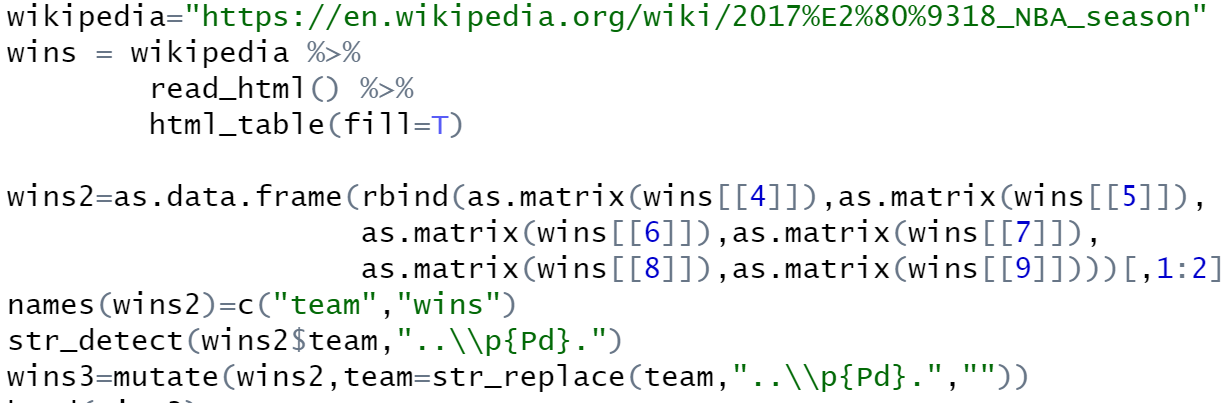 wikipedia="https://en.wikipedia.org/wiki/2017%E2%80%9318_NBA_season"
wins = wikipedia %>%
read_html() %>%
html_table(fill=T)
wins2=as.data.frame(rbind(as.matrix(wins[[4]]),as.matrix(wins[[5]]),
as.matrix(wins[[6]]),as.matrix(wins[[7]]),
as.matrix(wins[[8]]),as.matrix(wins[[9]])))[,1:2]
names(wins2)=c("team","wins")
str_detect(wins2$team,"..\\p{Pd}.")
wins3=mutate(wins2,team=str_replace(team,"..\\p{Pd}.",""))